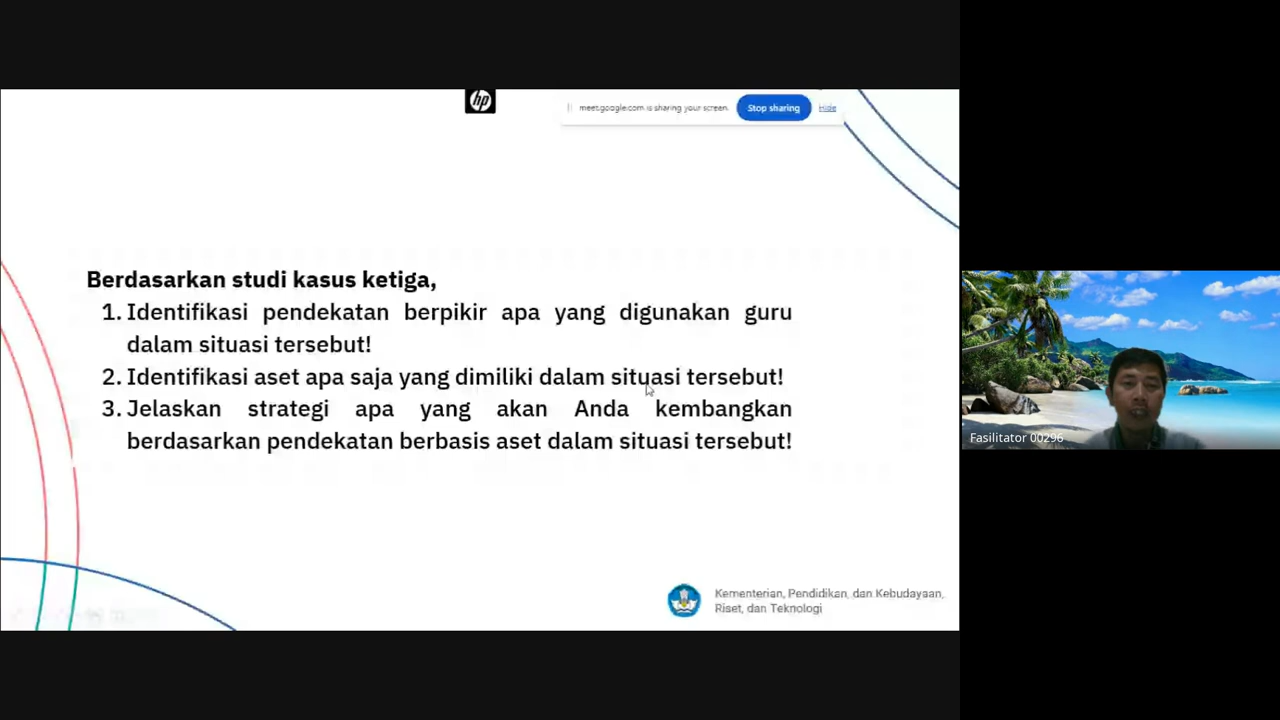 hp
meet.google.com is sharing your screen.
Stop sharing
Hide
Berdasarkan studi kasus ketiga,
1. Identifikasi pendekatan berpikir apa yang digunakan guru
dalam situasi tersebut!
2. Identifikasi aset apa saja yang dimiliki dalam situasi tersebut!
3. Jelaskan strategi apa yang akan Anda kembangkan
berdasarkan pendekatan berbasis aset dalam situasi tersebut!
Fasilitator 00296
Kementerian, Pendidikan, dan Kebudayaan,
Riset, dan Teknologi